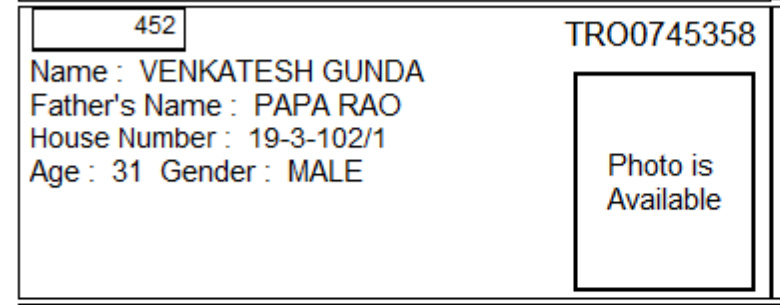 452
TRO0745358
Name : VENKATESH GUNDA
Father's Name : PAPA RAO
House Number : 19-3-102/1
Age : 31 Gender : MALE
Photo is
Available